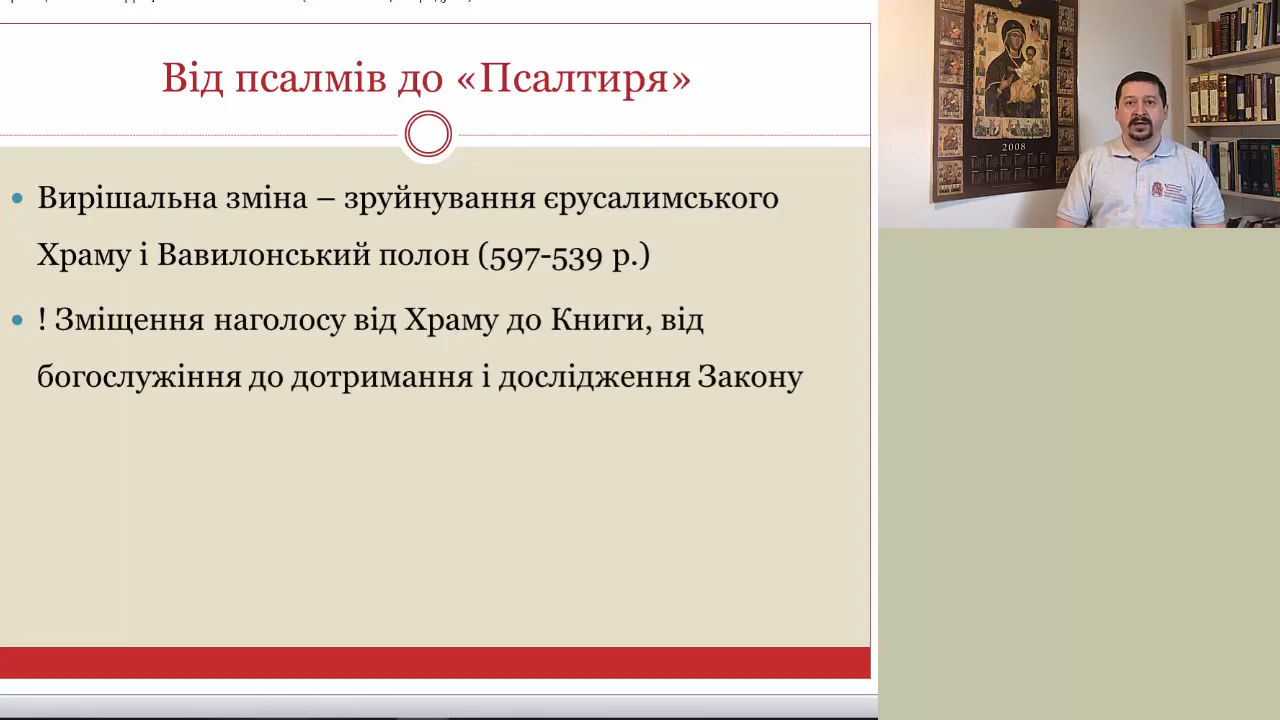 Від псалмів до «Псалтиря»
Вирішальна зміна – зруйнування єрусалимського
Храму і Вавилонський полон (597-539 р.)
! Зміщення наголосу від Храму до Книги, від
богослужіння до дотримання і дослідження Закону
2008